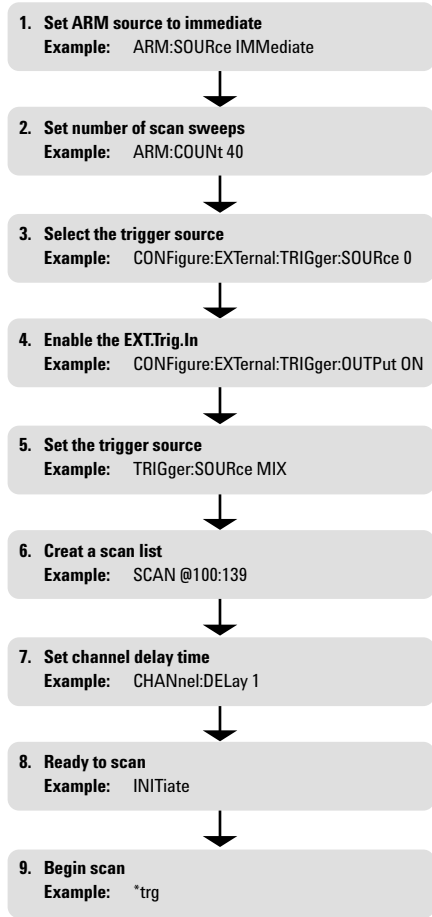 1. Set ARM source to immediate
Example: ARM:SOURce IMMediate
2. Set number of scan sweeps
Example: ARM:COUNt 40
3. Select the trigger source
Example: CONFigure:EXTernal:TRIGger:SOURce 0
4. Enable the EXT.Trig.In
Example: CONFigure:EXTernal:TRIGger:OUTPut ON
5. Set the trigger source
Example: TRIGger:SOURce MIX
6. Creat a scan list
Example: SCAN @100:139
7. Set channel delay time
Example: CHANnel:DELay 1
8. Ready to scan
Example: INITiate
9. Begin scan
Example: *trg